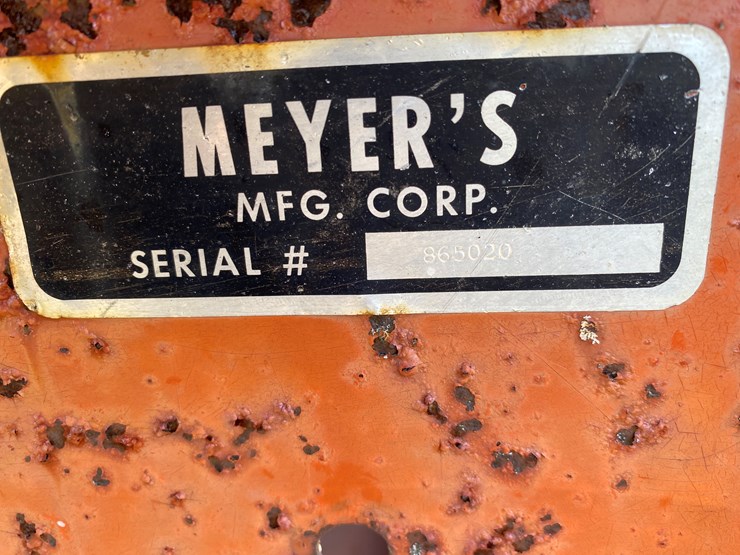 MEYER'S
MFG. CORP.
SERIAL # 865020